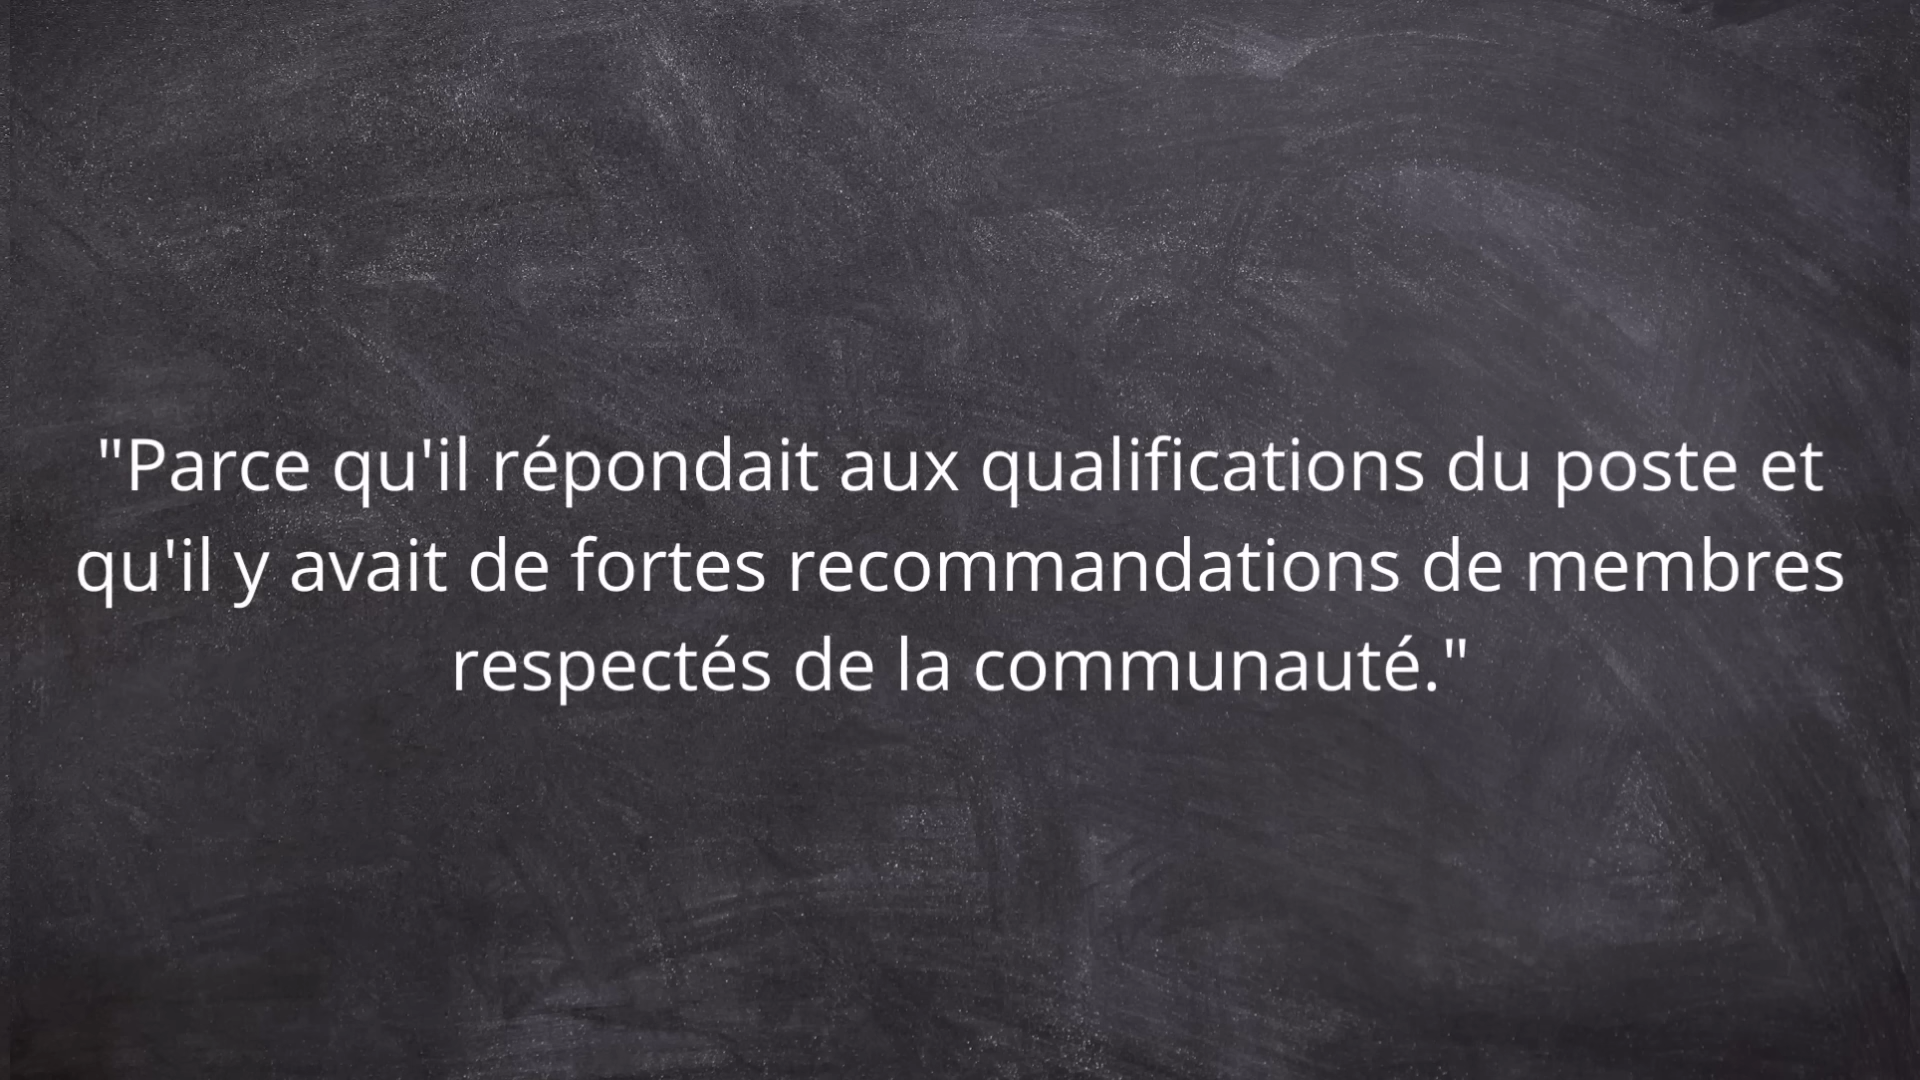 "Parce qu'il répondait aux qualifications du poste et
qu'il y avait de fortes recommandations de membres
respectés de la communauté."